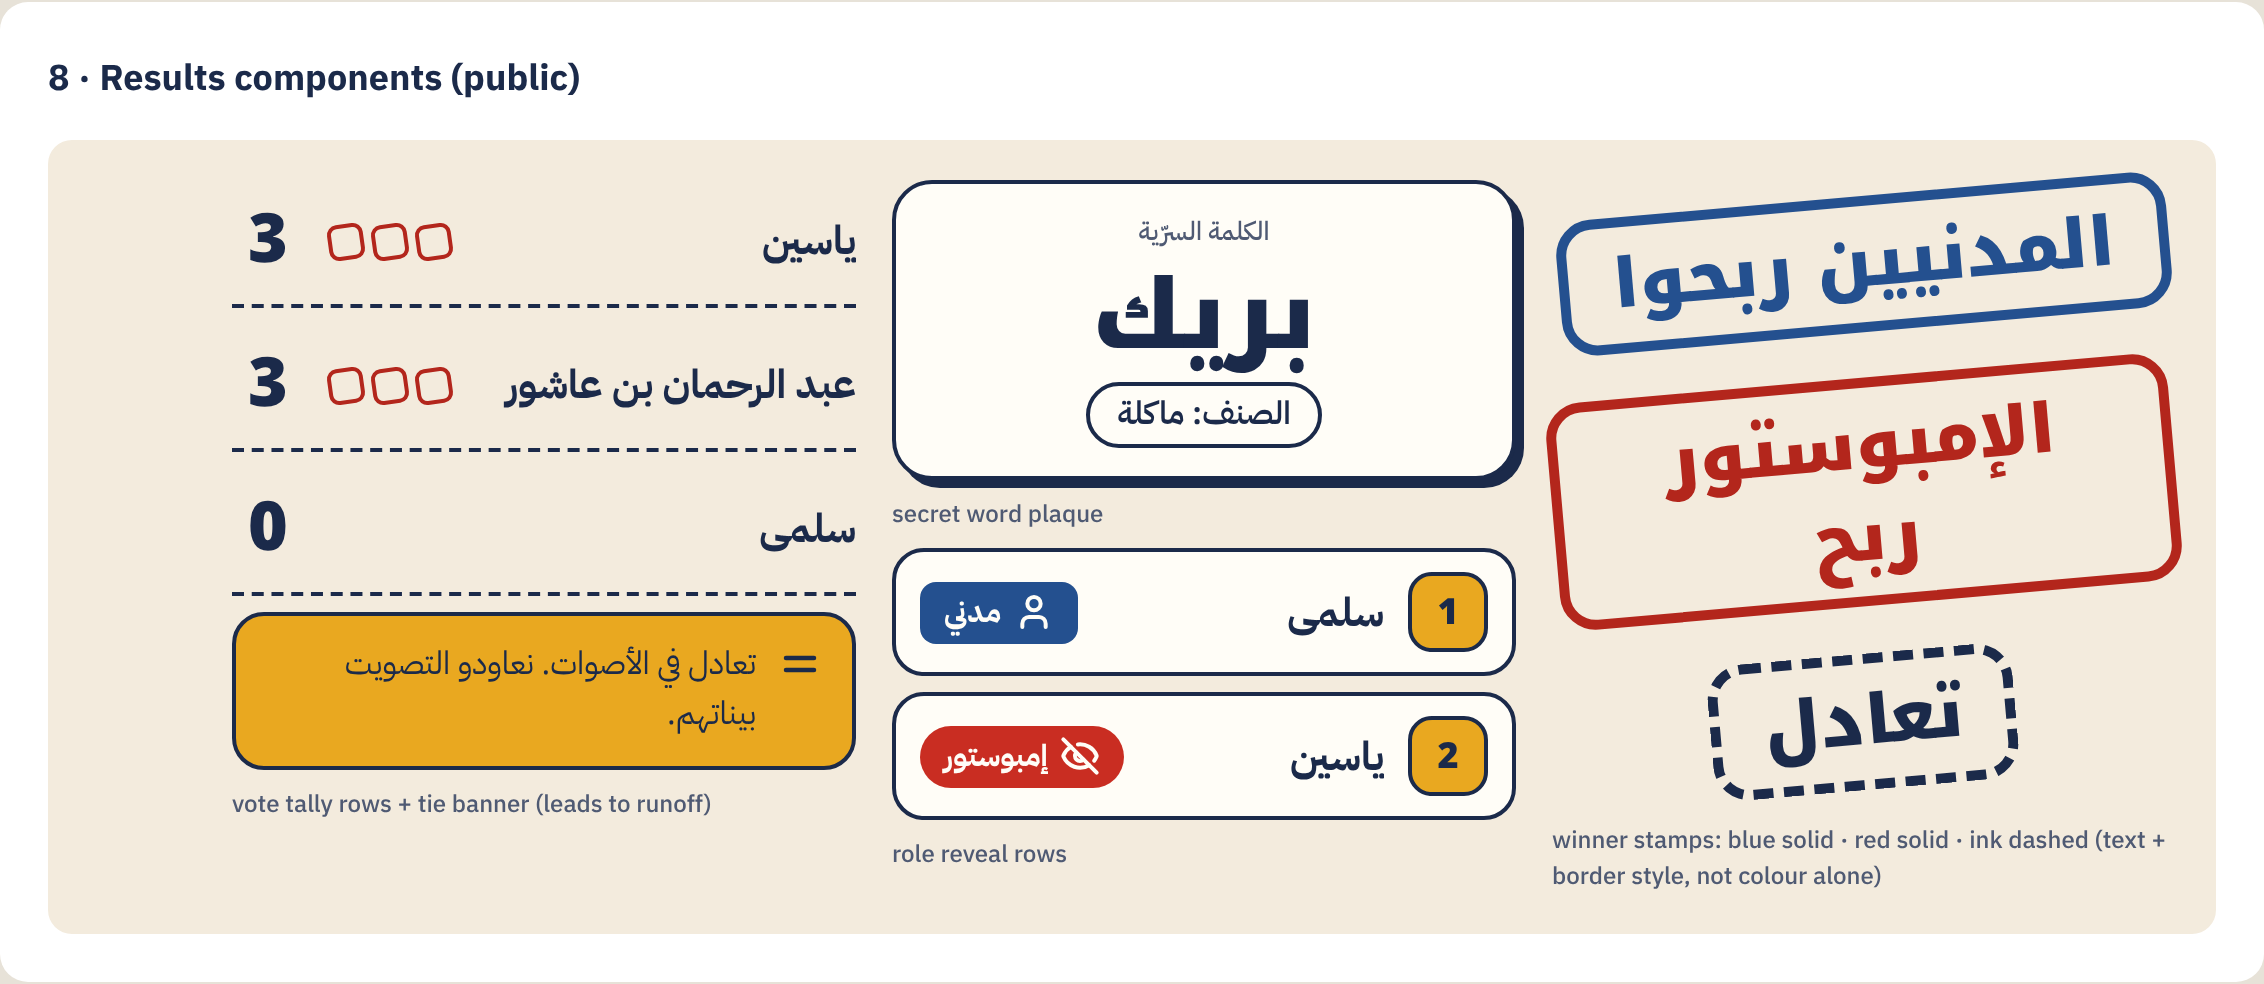 8 · Results components (public)
المدنيين ربحوا
الإمبوستور
ربح
تعادل
winner stamps: blue solid · red solid · ink dashed (text +
border style, not colour alone)
الكلمة السرّية
بريك
الصنف: ماكلة
secret word plaque
1 سلمى مدني
2 ياسين إمبوستور
role reveal rows
ياسين 3
عبد الرحمان بن عاشور 3
سلمى 0
= تعادل في الأصوات. نعاودو التصويت
بيناتهم.
vote tally rows + tie banner (leads to runoff)